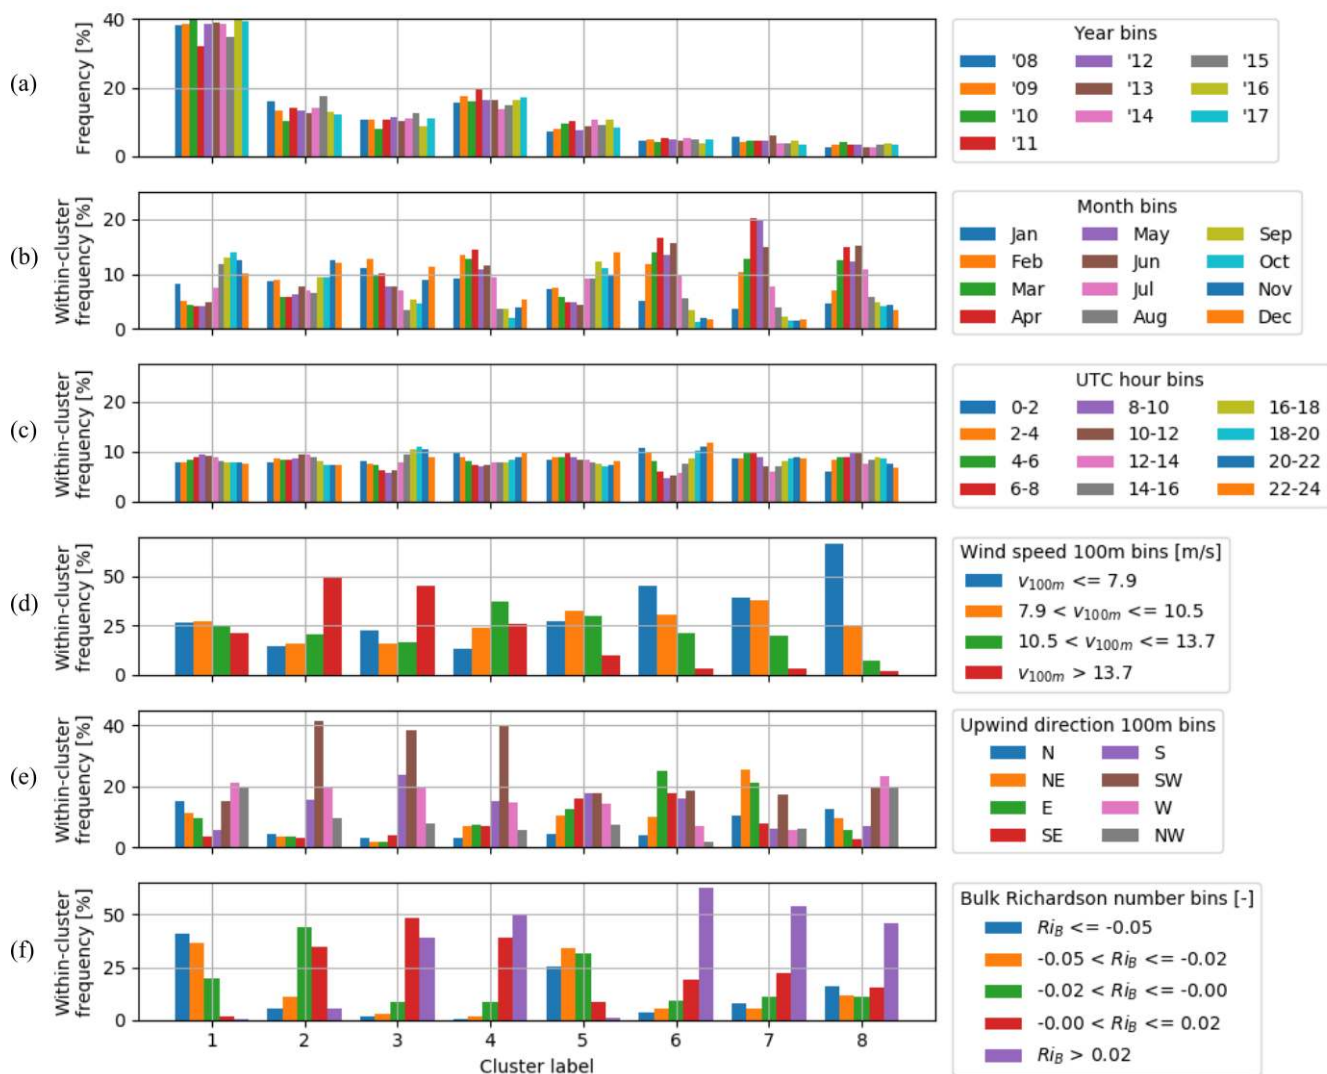 (a)
Frequency [%]
40
20
0
Year bins
'08
'09
'10
'11
'12
'13
'14
'15
'16
'17
(b)
Within-cluster
frequency [%]
20
10
0
Month bins
Jan
Feb
Mar
Apr
May
Jun
Jul
Aug
Sep
Oct
Nov
Dec
(c)
Within-cluster
frequency [%]
20
10
0
UTC hour bins
0-2
2-4
4-6
6-8
8-10
10-12
12-14
14-16
16-18
18-20
20-22
22-24
(d)
Within-cluster
frequency [%]
50
25
0
Wind speed 100m bins [m/s]
v100m <= 7.9
7.9 < v100m <= 10.5
10.5 < v100m <= 13.7
v100m > 13.7
(e)
Within-cluster
frequency [%]
40
20
0
Upwind direction 100m bins
N
NE
E
SE
S
SW
W
NW
(f)
Within-cluster
frequency [%]
50
25
0
1 2 3 4 5 6 7 8
Cluster label
Bulk Richardson number bins [-]
RiB <= -0.05
-0.05 < RiB <= -0.02
-0.02 < RiB <= -0.00
-0.00 < RiB <= 0.02
RiB > 0.02